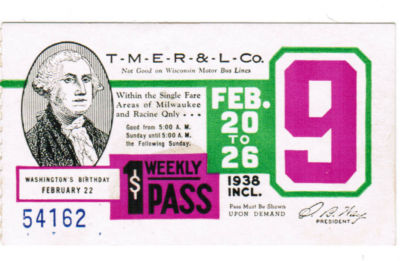 T-M-E-R-&-L-Co.
Not Good on Wisconsin Motor Bus Lines
Within the Single Fare
Areas of Milwaukee
and Racine Only...
Good from 5:00 A. M.
Sunday until 5:00 A. M.
the Following Sunday.
FEB.
20
TO
26
1938
INCL.
9
WASHINGTON'S BIRTHDAY
FEBRUARY 22
1$ WEEKLY
PASS
54162
Pass Must Be Shown
UPON DEMAND
PRESIDENT